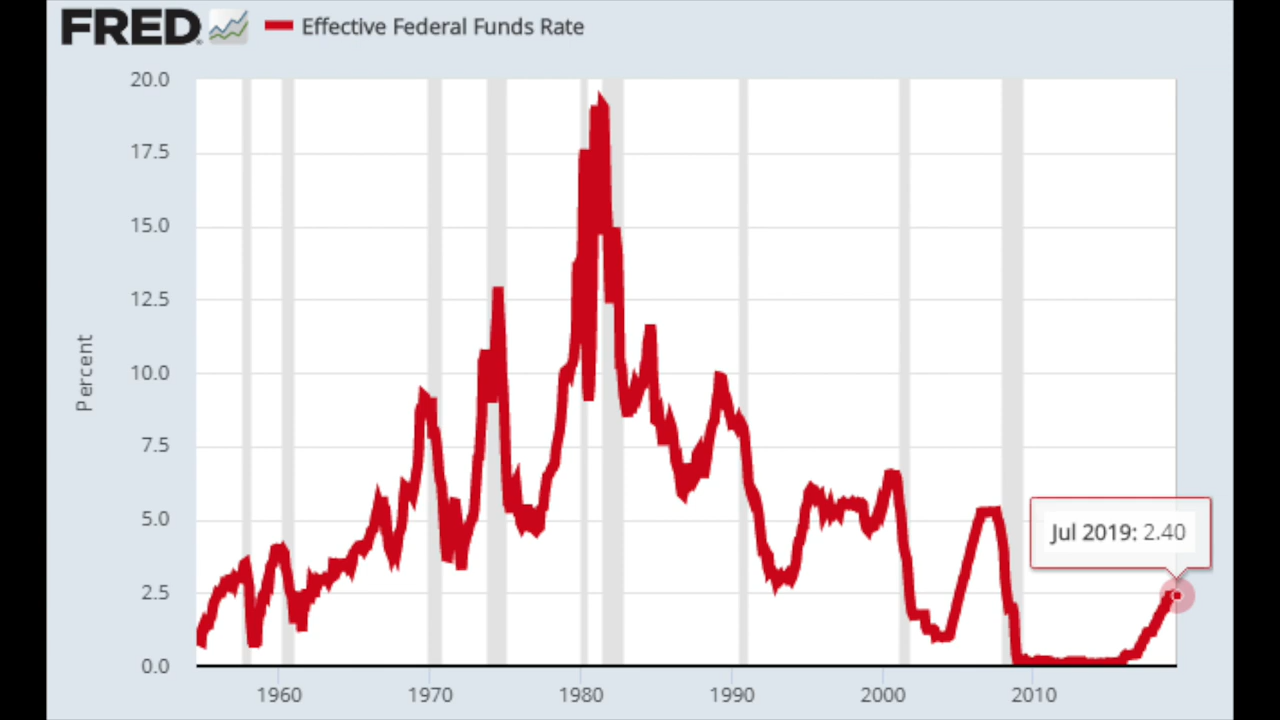 FRED
Effective Federal Funds Rate
20.0
17.5
15.0
12.5
10.0
7.5
5.0
2.5
0.0
Percent
Jul 2019: 2.40
1960 1970 1980 1990 2000 2010